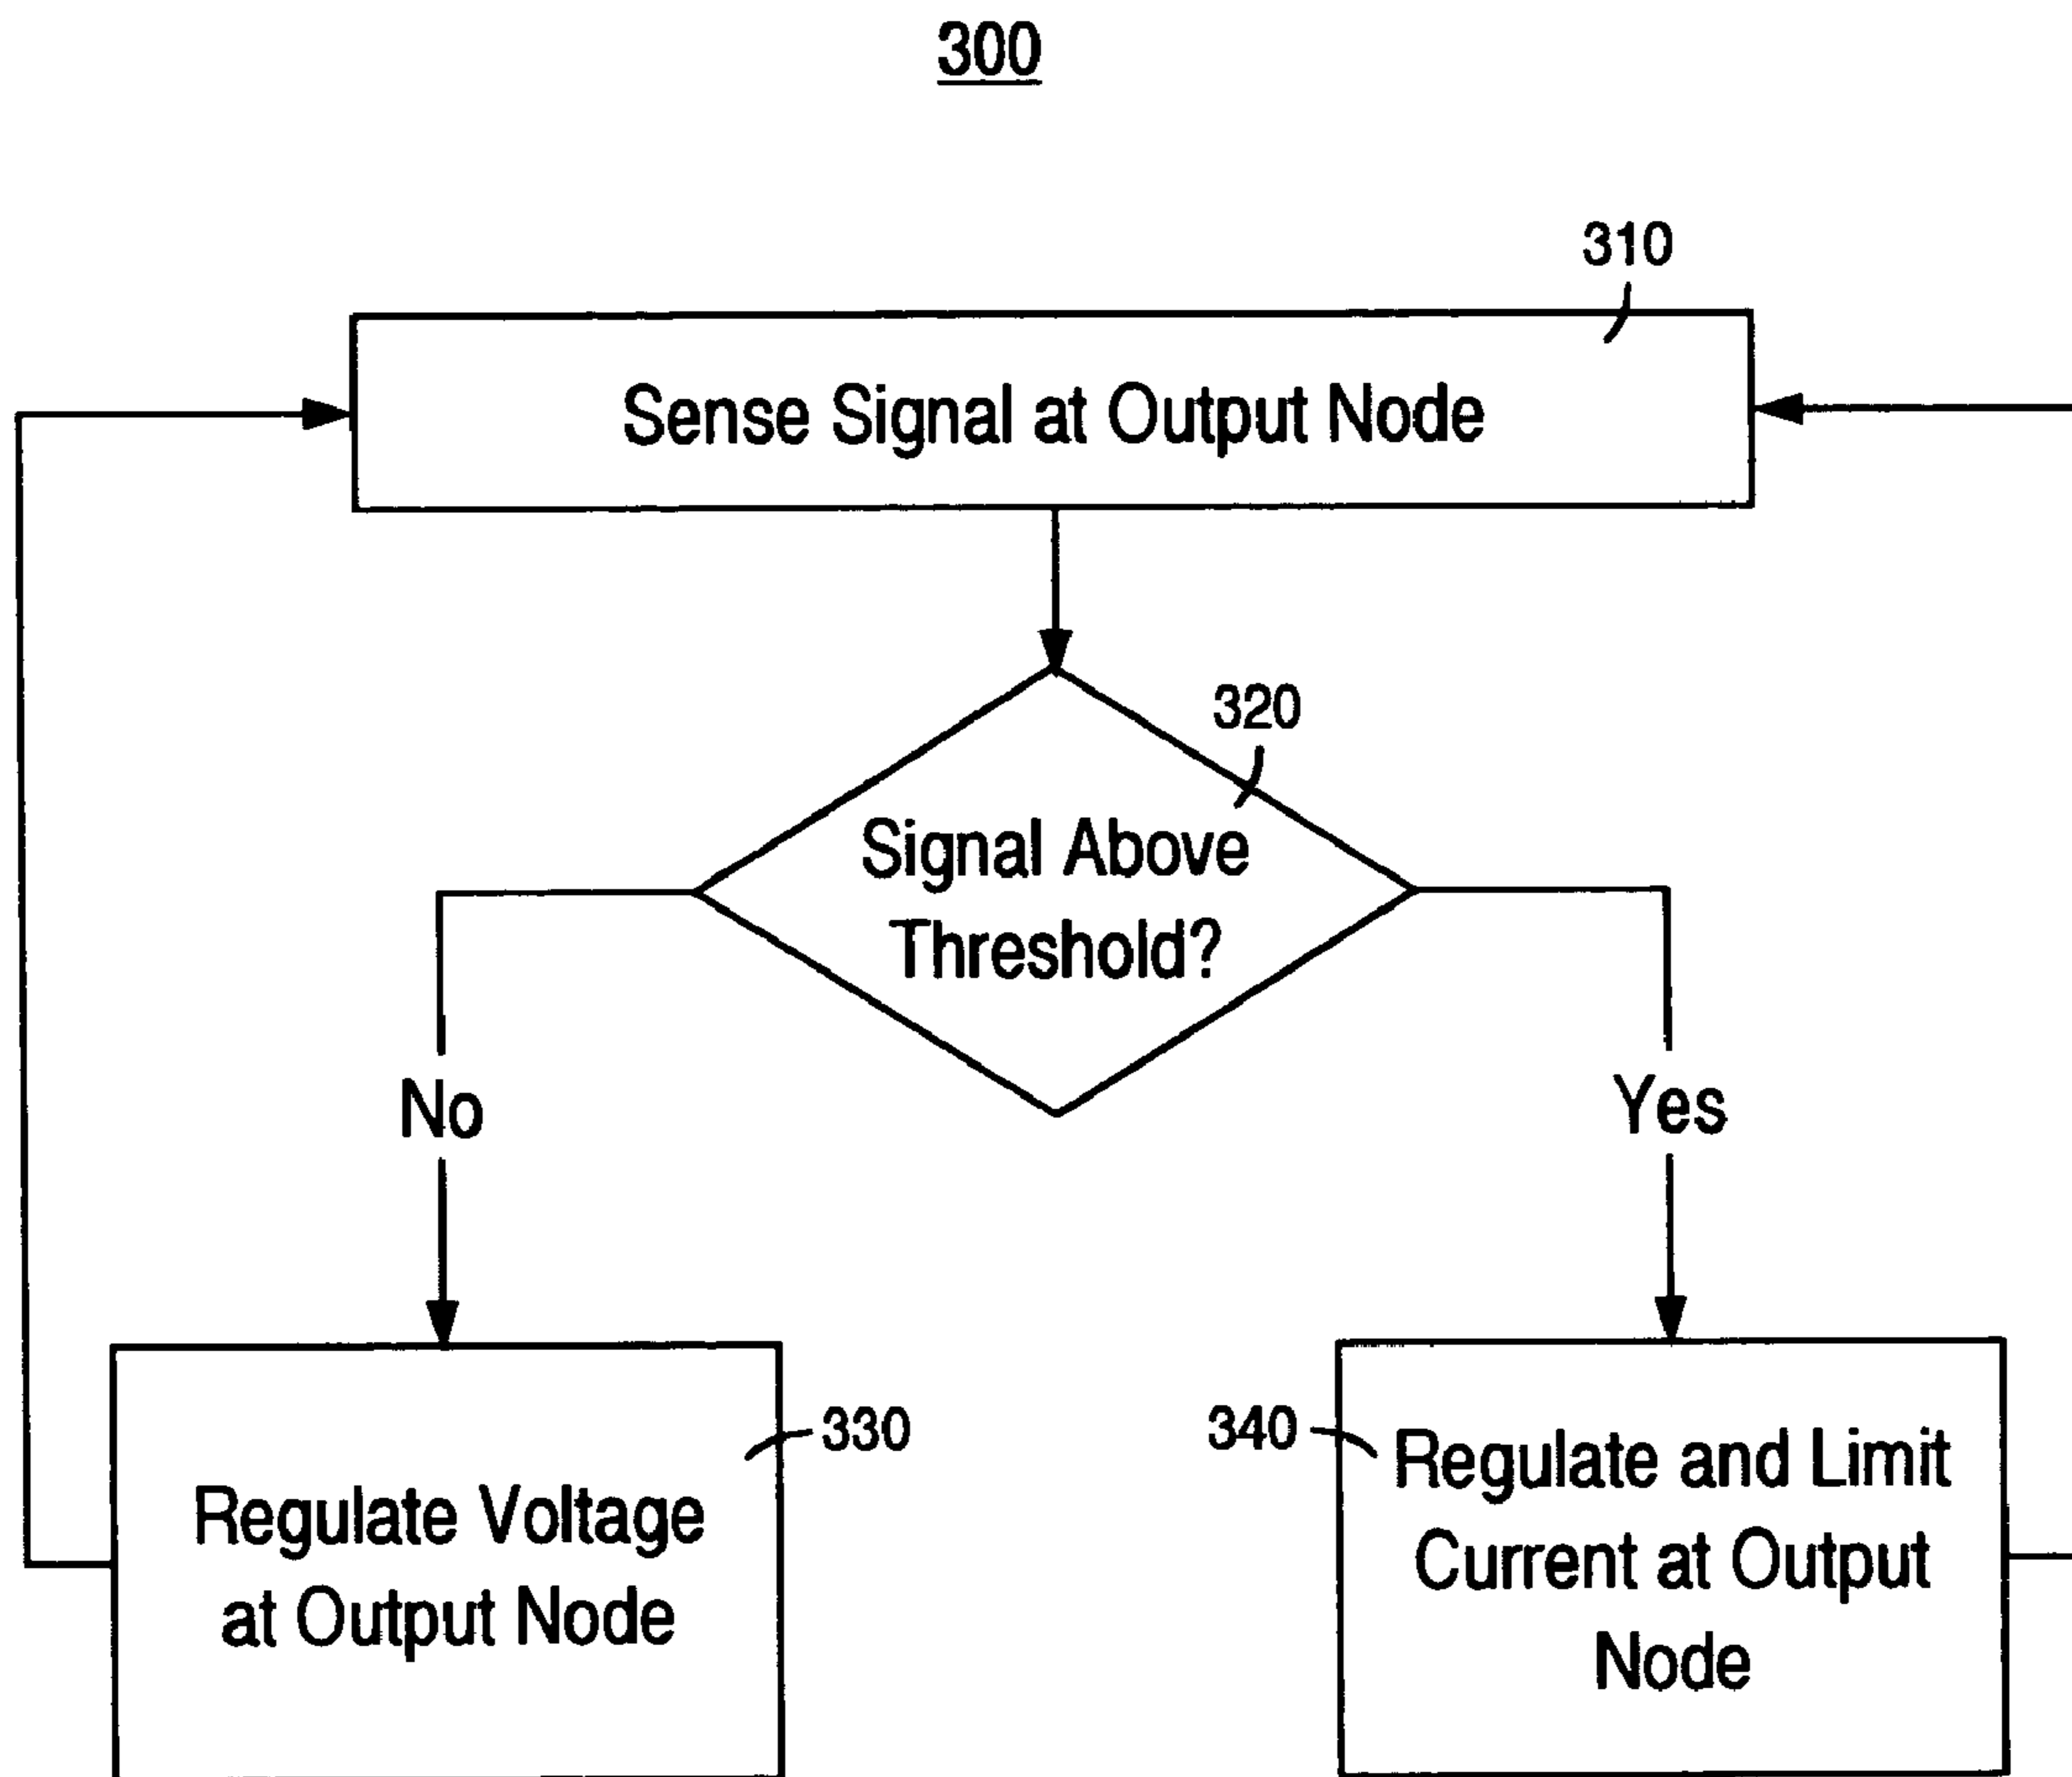 300
310
Sense Signal at Output Node
320
Signal Above
Threshold?
No
Yes
330
Regulate Voltage
at Output Node
340
Regulate and Limit
Current at Output
Node